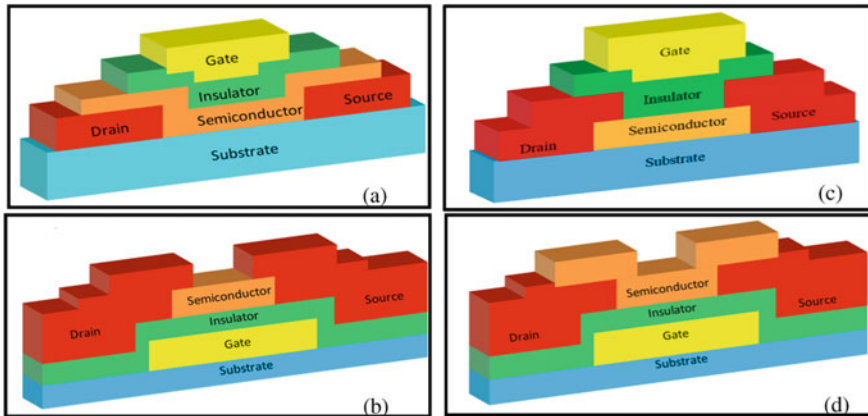 Gate
Insulator
Drain
Semiconductor
Source
Substrate
(a)
Gate
Insulator
Drain
Semiconductor
Source
Substrate
(c)
Semiconductor
Source
Insulator
Drain
Gate
Substrate
(b)
Semiconductor
Source
Insulator
Drain
Gate
Substrate
(d)